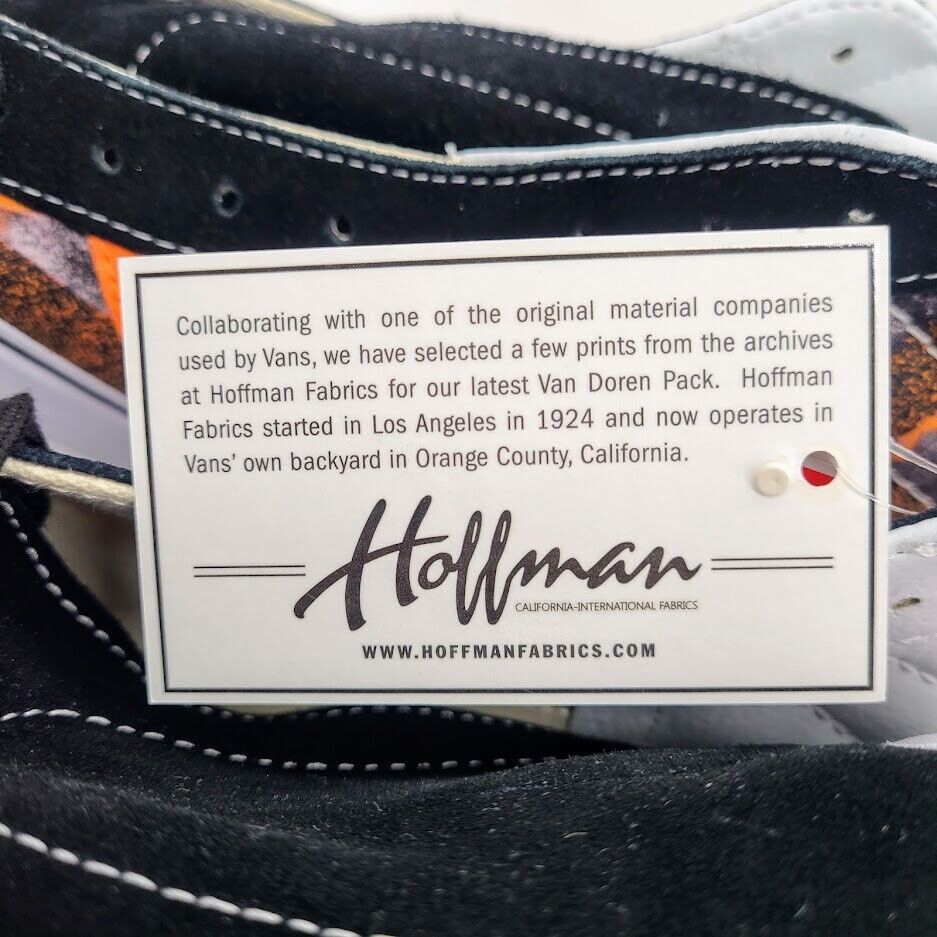 Collaborating with one of the original material companies
used by Vans, we have selected a few prints from the archives
at Hoffman Fabrics for our latest Van Doren Pack. Hoffman
Fabrics started in Los Angeles in 1924 and now operates in
Vans' own backyard in Orange County, California.
Hoffman
CALIFORNIA-INTERNATIONAL FABRICS
WWW.HOFFMANFABRICS.COM